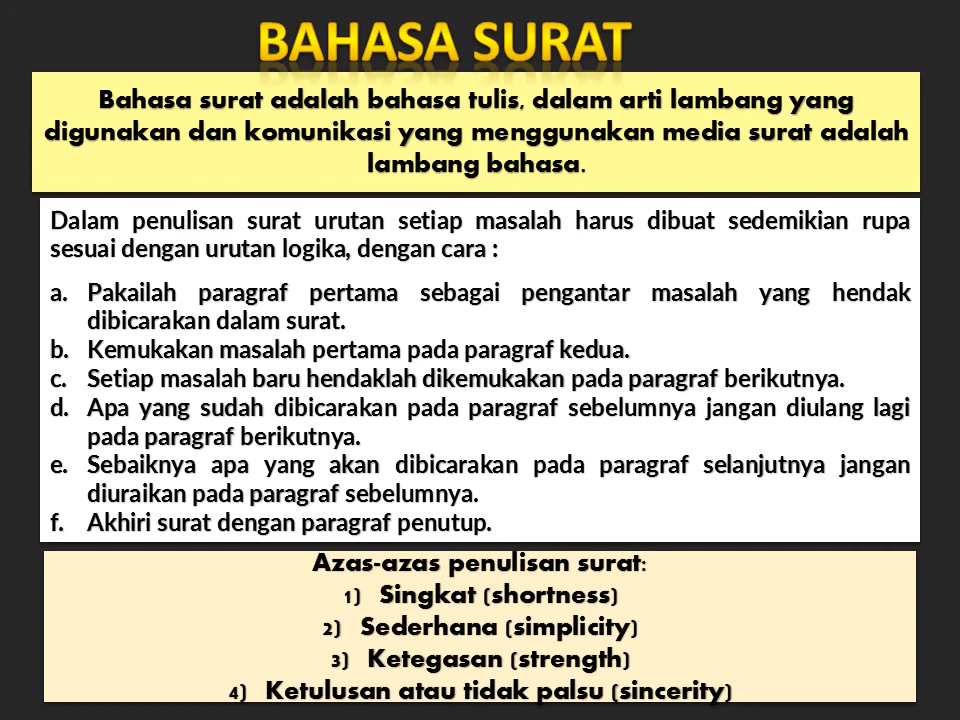 BAHASA SURAT
Bahasa surat adalah bahasa tulis, dalam arti lambang yang
digunakan dan komunikasi yang menggunakan media surat adalah
lambang bahasa.
Dalam penulisan surat urutan setiap masalah harus dibuat sedemikian rupa
sesuai dengan urutan logika, dengan cara :
a. Pakailah paragraf pertama sebagai pengantar masalah yang hendak
dibicarakan dalam surat.
b. Kemukakan masalah pertama pada paragraf kedua.
c. Setiap masalah baru hendaklah dikemukakan pada paragraf berikutnya.
d. Apa yang sudah dibicarakan pada paragraf sebelumnya jangan diulang lagi
pada paragraf berikutnya.
e. Sebaiknya apa yang akan dibicarakan pada paragraf selanjutnya jangan
diuraikan pada paragraf sebelumnya.
f. Akhiri surat dengan paragraf penutup.
Azas-azas penulisan surat:
1) Singkat (shortness)
2) Sederhana (simplicity)
3) Ketegasan (strength)
4) Ketulusan atau tidak palsu (sincerity)